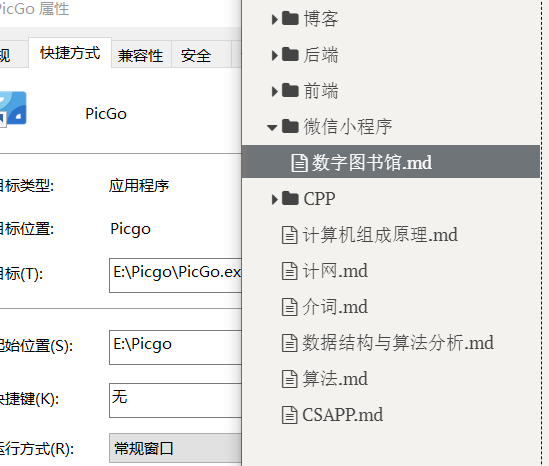 PicGo 属性
规
快捷方式
兼容性
安全
PicGo
目标类型:
应用程序
目标位置:
Picgo
目标(T):
E:\Picgo\PicGo.ex
起始位置(S):
E:\Picgo
快捷键(K):
无
运行方式(R):
常规窗口
博客
后端
前端
微信小程序
数字图书馆.md
CPP
计算机组成原理.md
计网.md
介词.md
数据结构与算法分析.md
算法.md
CSAPP.md